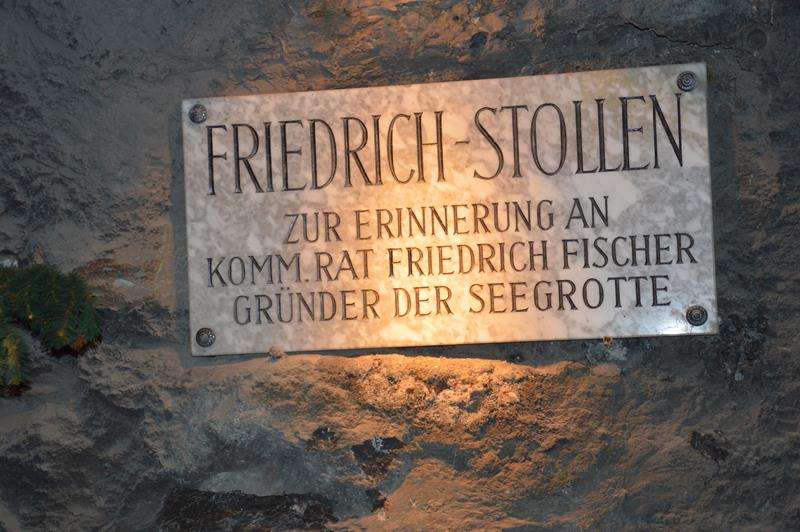 FRIEDRICH-STOLLEN
ZUR ERINNERUNG AN
KOMM.RAT FRIEDRICH FISCHER
GRÜNDER DER SEEGROTTE